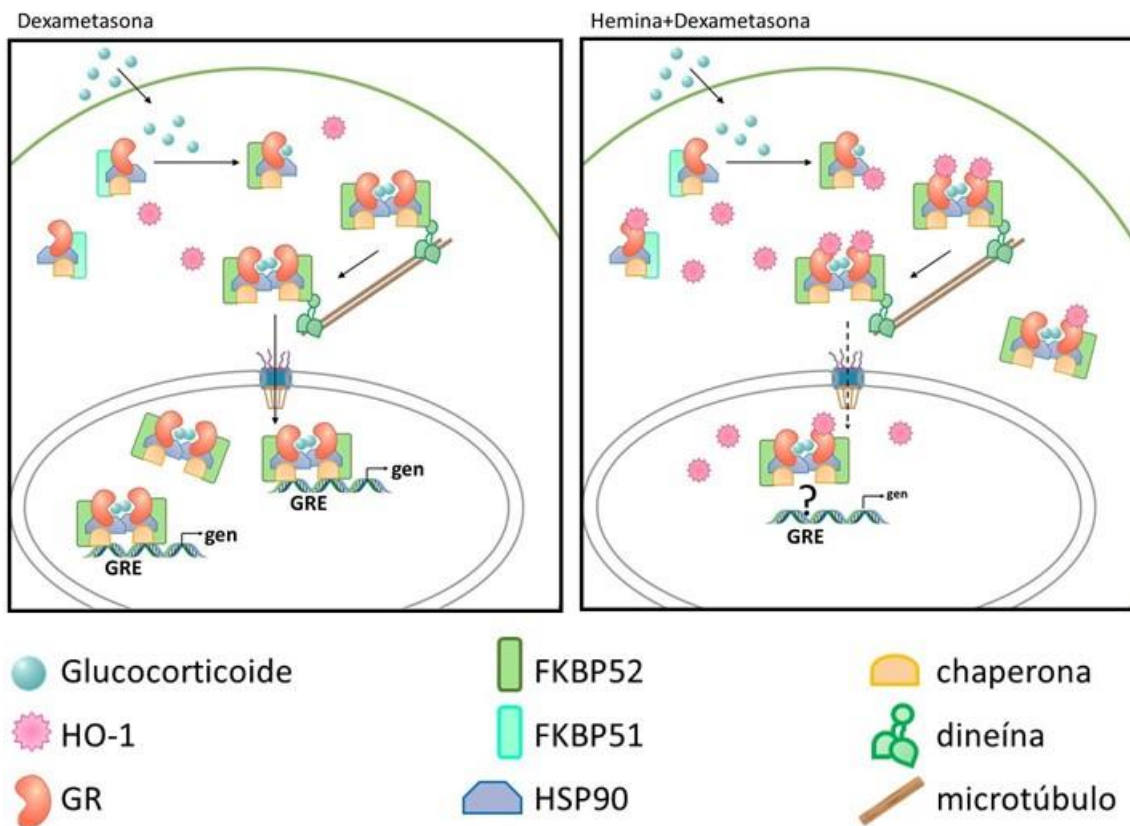 Dexametasona
Hemina+Dexametasona
gen
GRE
gen
GRE
?
gen
GRE
Glucocorticoide
FKBP52
chaperona
HO-1
FKBP51
dineína
GR
HSP90
microtúbulo